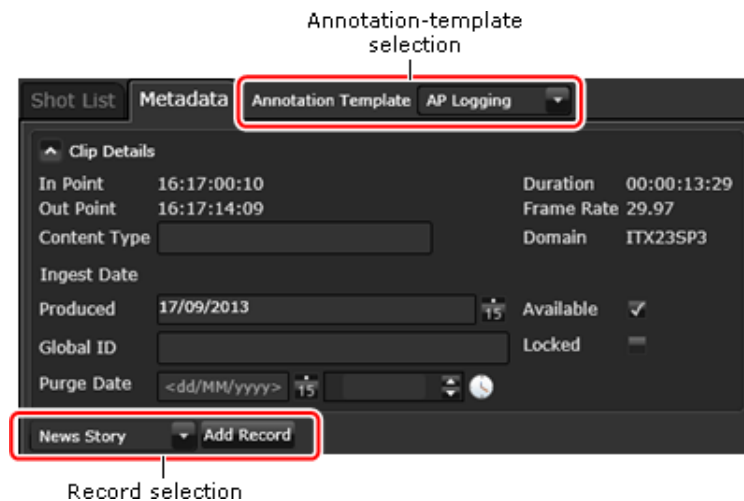 Annotation-template
selection
Shot List Metadata Annotation Template AP Logging
Clip Details
In Point 16:17:00:10 Duration 00:00:13:29
Out Point 16:17:14:09 Frame Rate 29.97
Content Type Domain ITX23SP3
Ingest Date
Produced 17/09/2013 15 Available
Global ID Locked
Purge Date <dd/MM/yyyy> 15
News Story Add Record
Record selection